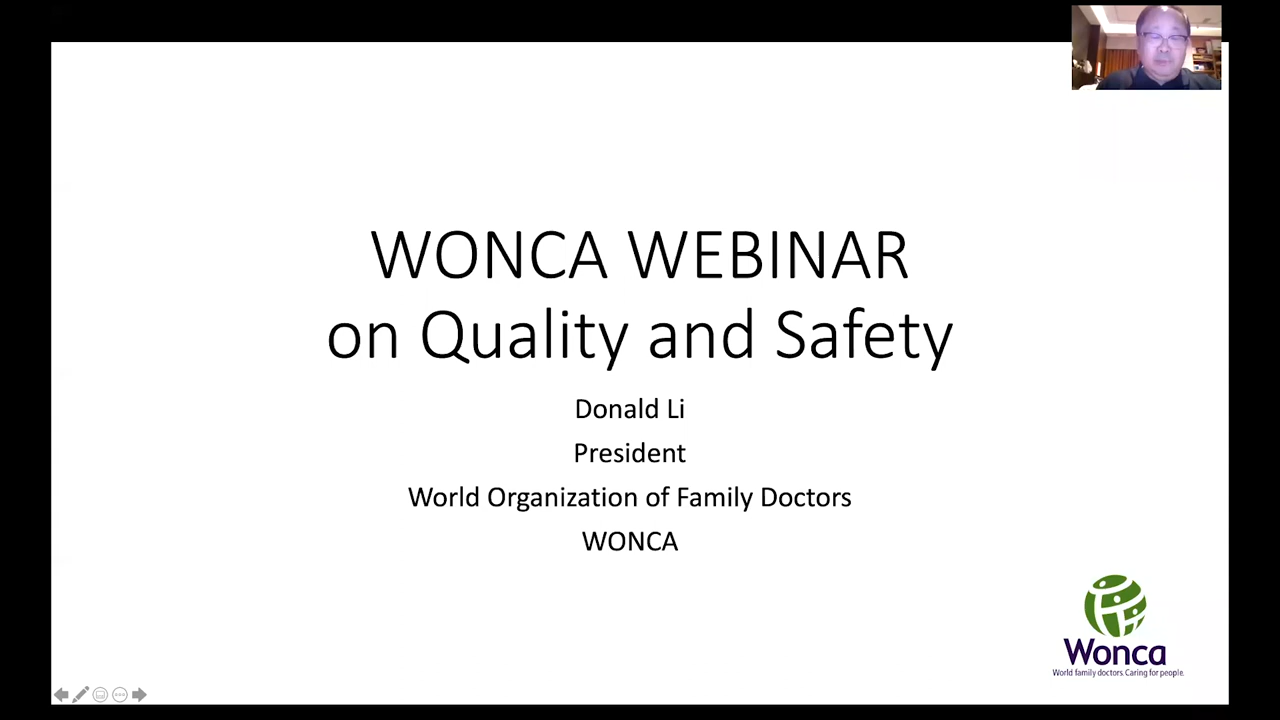 WONCA WEBINAR
on Quality and Safety
Donald Li
President
World Organization of Family Doctors
WONCA
Wonca
World family doctors. Caring for people.